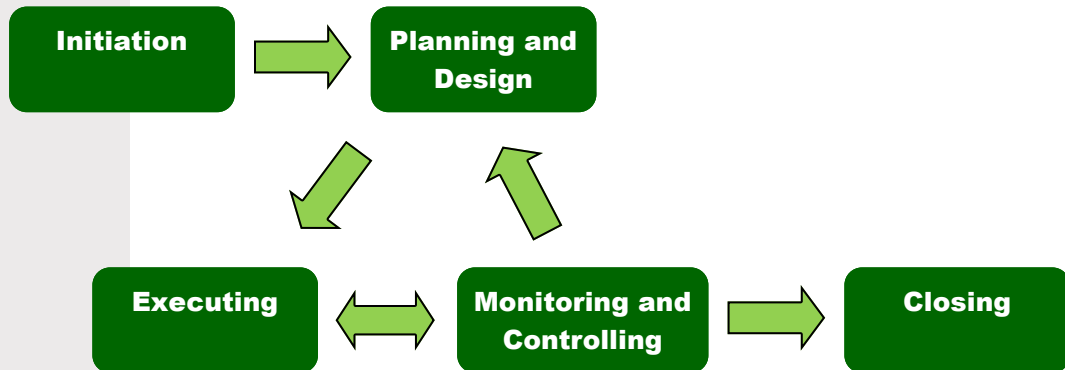 Initiation
Planning and
Design
Executing
Monitoring and
Controlling
Closing